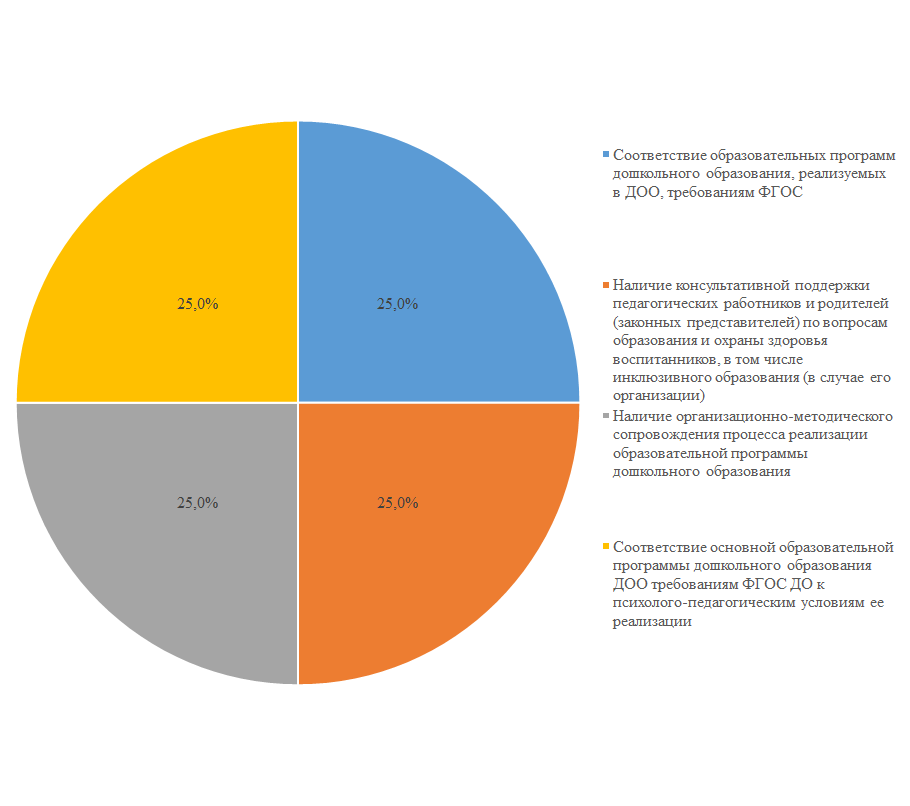 Соответствие образовательных программ
дошкольного образования, реализуемых
в ДОО, требованиям ФГОС
25,0%
25,0%
Наличие консультативной поддержки
педагогических работников и родителей
(законных представителей) по вопросам
образования и охраны здоровья
воспитанников, в том числе
инклюзивного образования (в случае его
организации)
Наличие организационно-методического
сопровождения процесса реализации
образовательной программы
дошкольного образования
25,0%
25,0%
Соответствие основной образовательной
программы дошкольного образования
ДОО требованиям ФГОС ДО к
психолого-педагогическим условиям ее
реализации